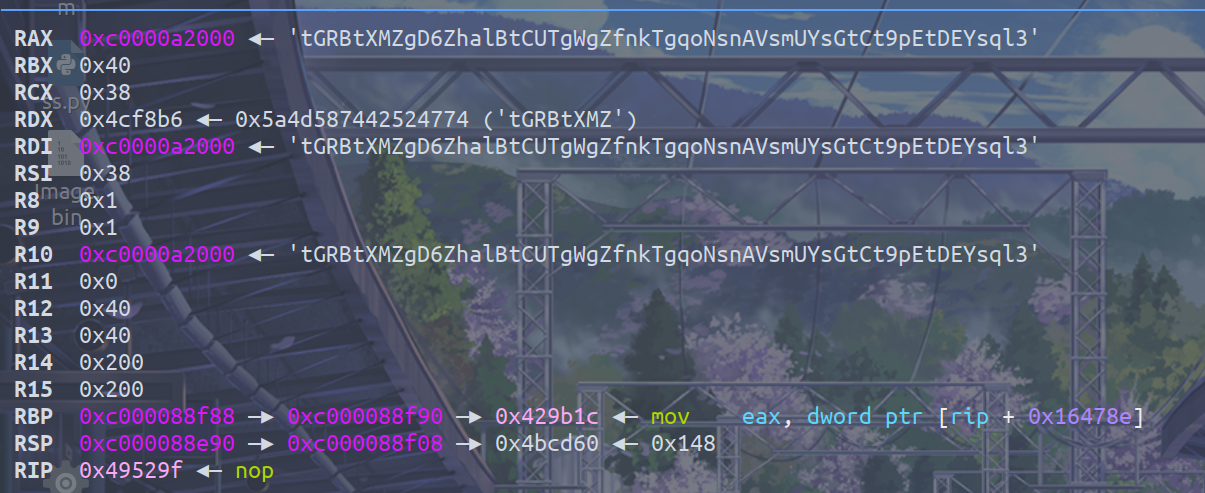 m
RAX 0xc0000a2000 ◂— 'tGRBtXMZgD6ZhalBtCUTgWgZfnkTgqoNsnAVsmUYsGtCt9pEtDEYsql3'
RBX 0x40
RCX 0x38
ss.py
RDX 0x4cf8b6 ◂— 0x5a4d587442524774 ('tGRBtXMZ')
RDI 0xc0000a2000 ◂— 'tGRBtXMZgD6ZhalBtCUTgWgZfnkTgqoNsnAVsmUYsGtCt9pEtDEYsql3'
RSI 0x38
Image
R8 0x1
bin
R9 0x1
R10 0xc0000a2000 ◂— 'tGRBtXMZgD6ZhalBtCUTgWgZfnkTgqoNsnAVsmUYsGtCt9pEtDEYsql3'
R11 0x0
R12 0x40
R13 0x40
R14 0x200
R15 0x200
RBP 0xc000088f88 —▸ 0xc000088f90 —▸ 0x429b1c ◂— mov eax, dword ptr [rip + 0x16478e]
RSP 0xc000088e90 —▸ 0xc000088f08 —▸ 0x4bcd60 ◂— 0x148
RIP 0x49529f ◂— nop